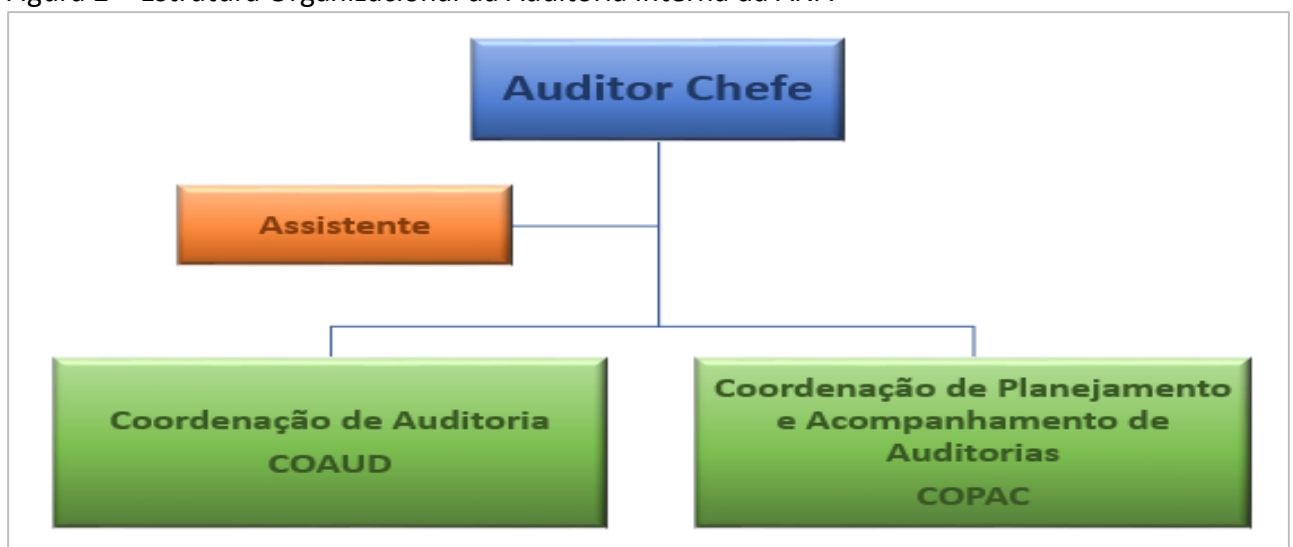 Auditor Chefe
Assistente
Coordenação de Auditoria
COAUD
Coordenação de Planejamento
e Acompanhamento de
Auditorias
COPAC